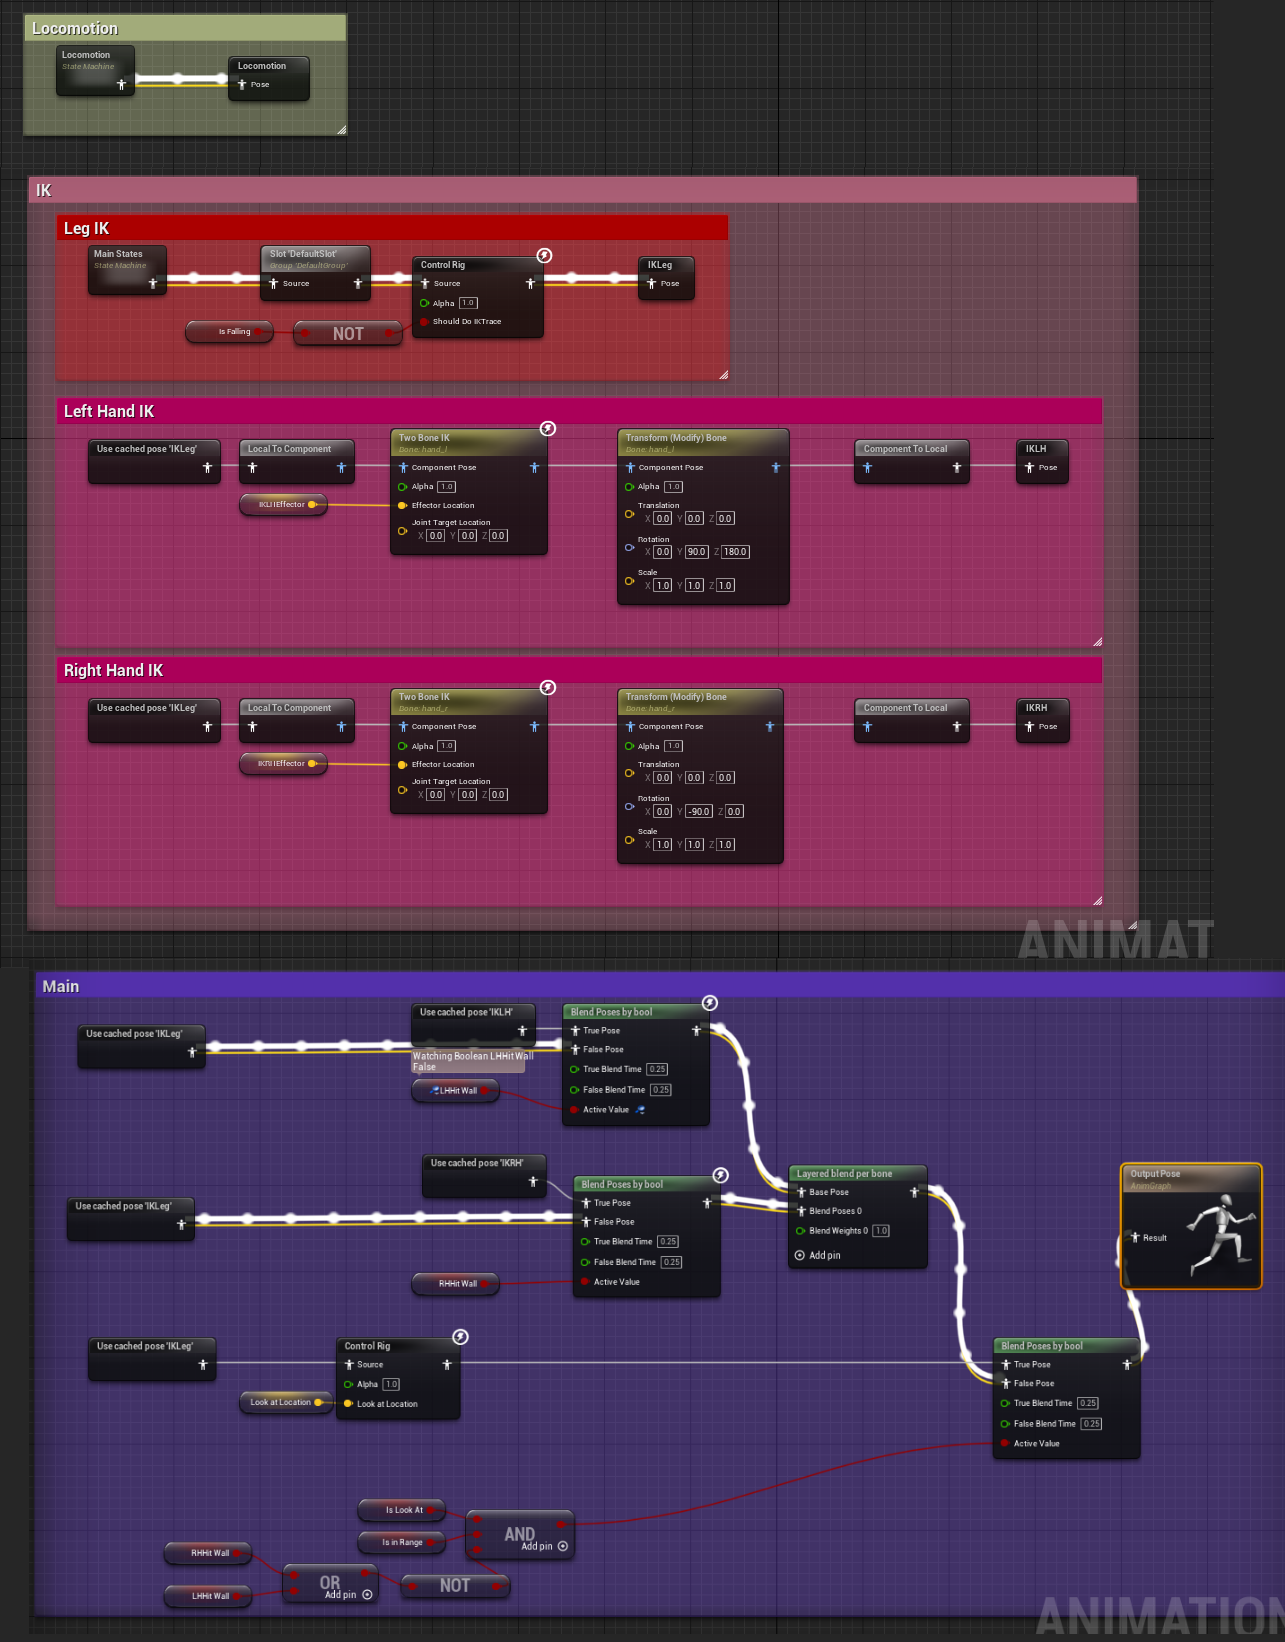 Locomotion
Locomotion
State Machine
Locomotion
Pose
IK
Leg IK
Main States
State Machine
Slot 'DefaultSlot'
Group 'DefaultGroup'
Source
Control Rig
Source
Alpha 1.0
Should Do IKTrace
IKLeg
Pose
Is Falling
NOT
Left Hand IK
Use cached pose 'IKLeg'
Local To Component
IKLHEffector
Two Bone IK
Bone: hand_l
Component Pose
Alpha 1.0
Effector Location
Joint Target Location
X 0.0 Y 0.0 Z 0.0
Transform (Modify) Bone
Bone: hand_l
Component Pose
Alpha 1.0
Translation
X 0.0 Y 0.0 Z 0.0
Rotation
X 0.0 Y 90.0 Z 180.0
Scale
X 1.0 Y 1.0 Z 1.0
Component To Local
IKLH
Pose
Right Hand IK
Use cached pose 'IKLeg'
Local To Component
IKRHEffector
Two Bone IK
Bone: hand_r
Component Pose
Alpha 1.0
Effector Location
Joint Target Location
X 0.0 Y 0.0 Z 0.0
Transform (Modify) Bone
Bone: hand_r
Component Pose
Alpha 1.0
Translation
X 0.0 Y 0.0 Z 0.0
Rotation
X 0.0 Y -90.0 Z 0.0
Scale
X 1.0 Y 1.0 Z 1.0
Component To Local
IKRH
Pose
ANIMAT
Main
Use cached pose 'IKLeg'
Use cached pose 'IKLH'
Watching Boolean LHHit Wall
False
LHHit Wall
Blend Poses by bool
True Pose
False Pose
True Blend Time 0.25
False Blend Time 0.25
Active Value
Use cached pose 'IKLeg'
Use cached pose 'IKRH'
RHHit Wall
Blend Poses by bool
True Pose
False Pose
True Blend Time 0.25
False Blend Time 0.25
Active Value
Layered blend per bone
Base Pose
Blend Poses 0
Blend Weights 0 1.0
Add pin
Output Pose
AnimGraph
Result
Use cached pose 'IKLeg'
Look at Location
Control Rig
Source
Alpha 1.0
Look at Location
Blend Poses by bool
True Pose
False Pose
True Blend Time 0.25
False Blend Time 0.25
Active Value
Is Look At
Is in Range
AND
Add pin
RHHit Wall
LHHit Wall
OR
Add pin
NOT
ANIMATION